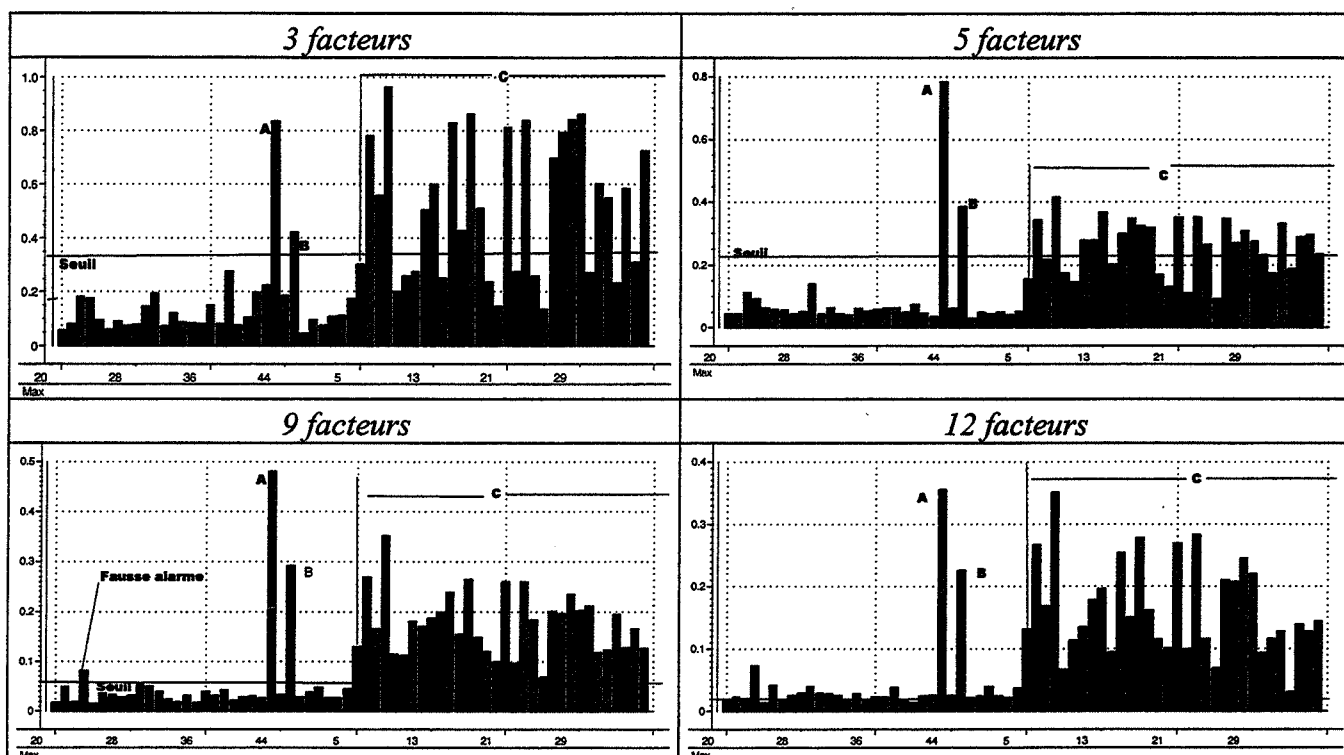 3 facteurs
5 facteurs
1.0
0.8
0.6
0.4
0.2
0
A
B
C
Seuil
20 28 36 44 5 13 21 29
Max
0.8
0.6
0.4
0.2
0
A
B
C
Seuil
20 28 36 44 5 13 21 29
Max
9 facteurs
12 facteurs
0.5
0.4
0.3
0.2
0.1
0
Fausse alarme
A
B
C
Seuil
20 28 36 44 5 13 21 29
Max
0.4
0.3
0.2
0.1
0
A
B
C
20 28 36 44 5 13 21 29
Max